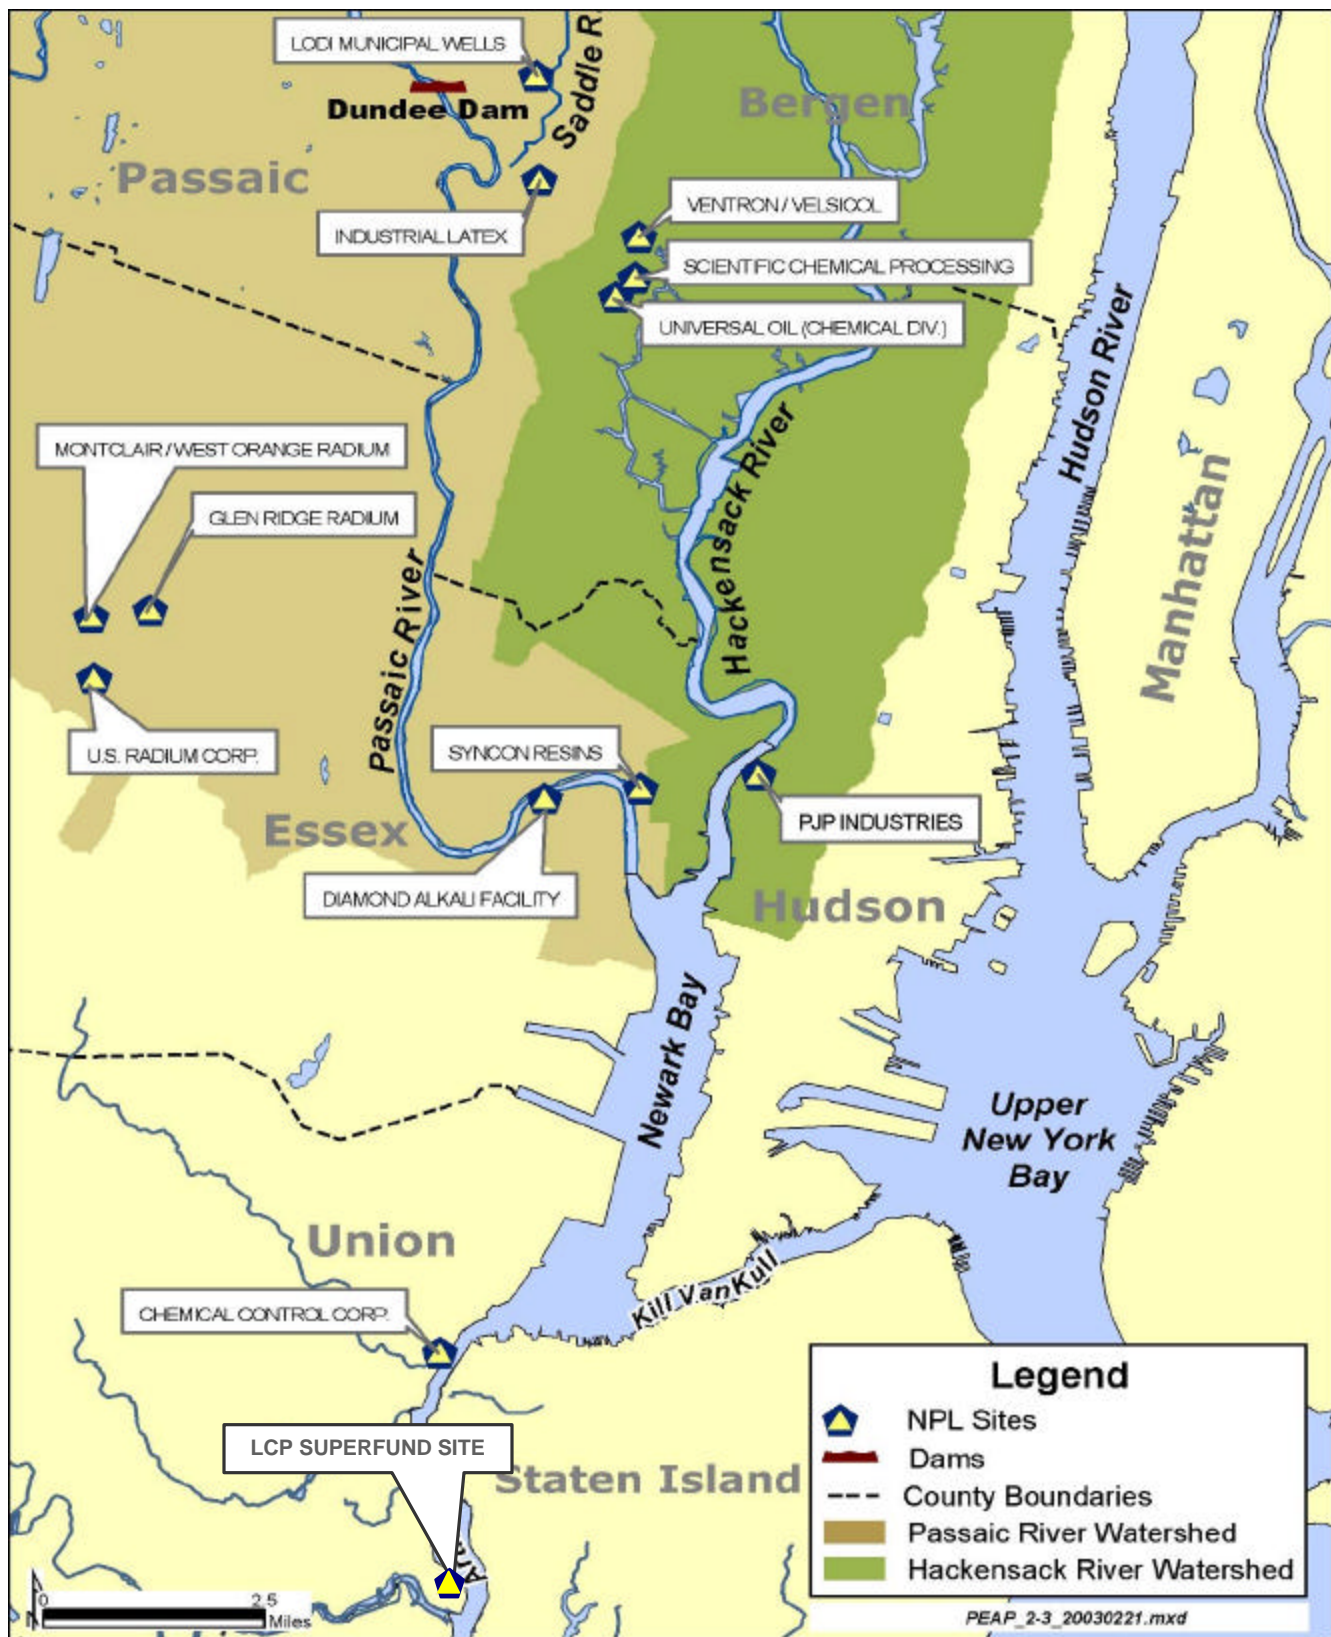 LODI MUNICIPAL WELLS
Saddle R.
Dundee Dam
Bergen
Passaic
VENTRON / VELSICOL
INDUSTRIAL LATEX
SCIENTIFIC CHEMICAL PROCESSING
UNIVERSAL OIL (CHEMICAL DIV.)
Hudson River
MONTCLAIR / WEST ORANGE RADIUM
Hackensack River
GLEN RIDGE RADIUM
Manhattan
Passaic River
U.S. RADIUM CORP.
SYNCON RESINS
PJP INDUSTRIES
Essex
DIAMOND ALKALI FACILITY
Hudson
Newark Bay
Upper
New York
Bay
Union
Kill VanKull
CHEMICAL CONTROL CORP.
LCP SUPERFUND SITE
Staten Island
Legend
NPL Sites
Dams
County Boundaries
Passaic River Watershed
Hackensack River Watershed
N
0 2.5
Miles
PEAP_2-3_20030221.mxd